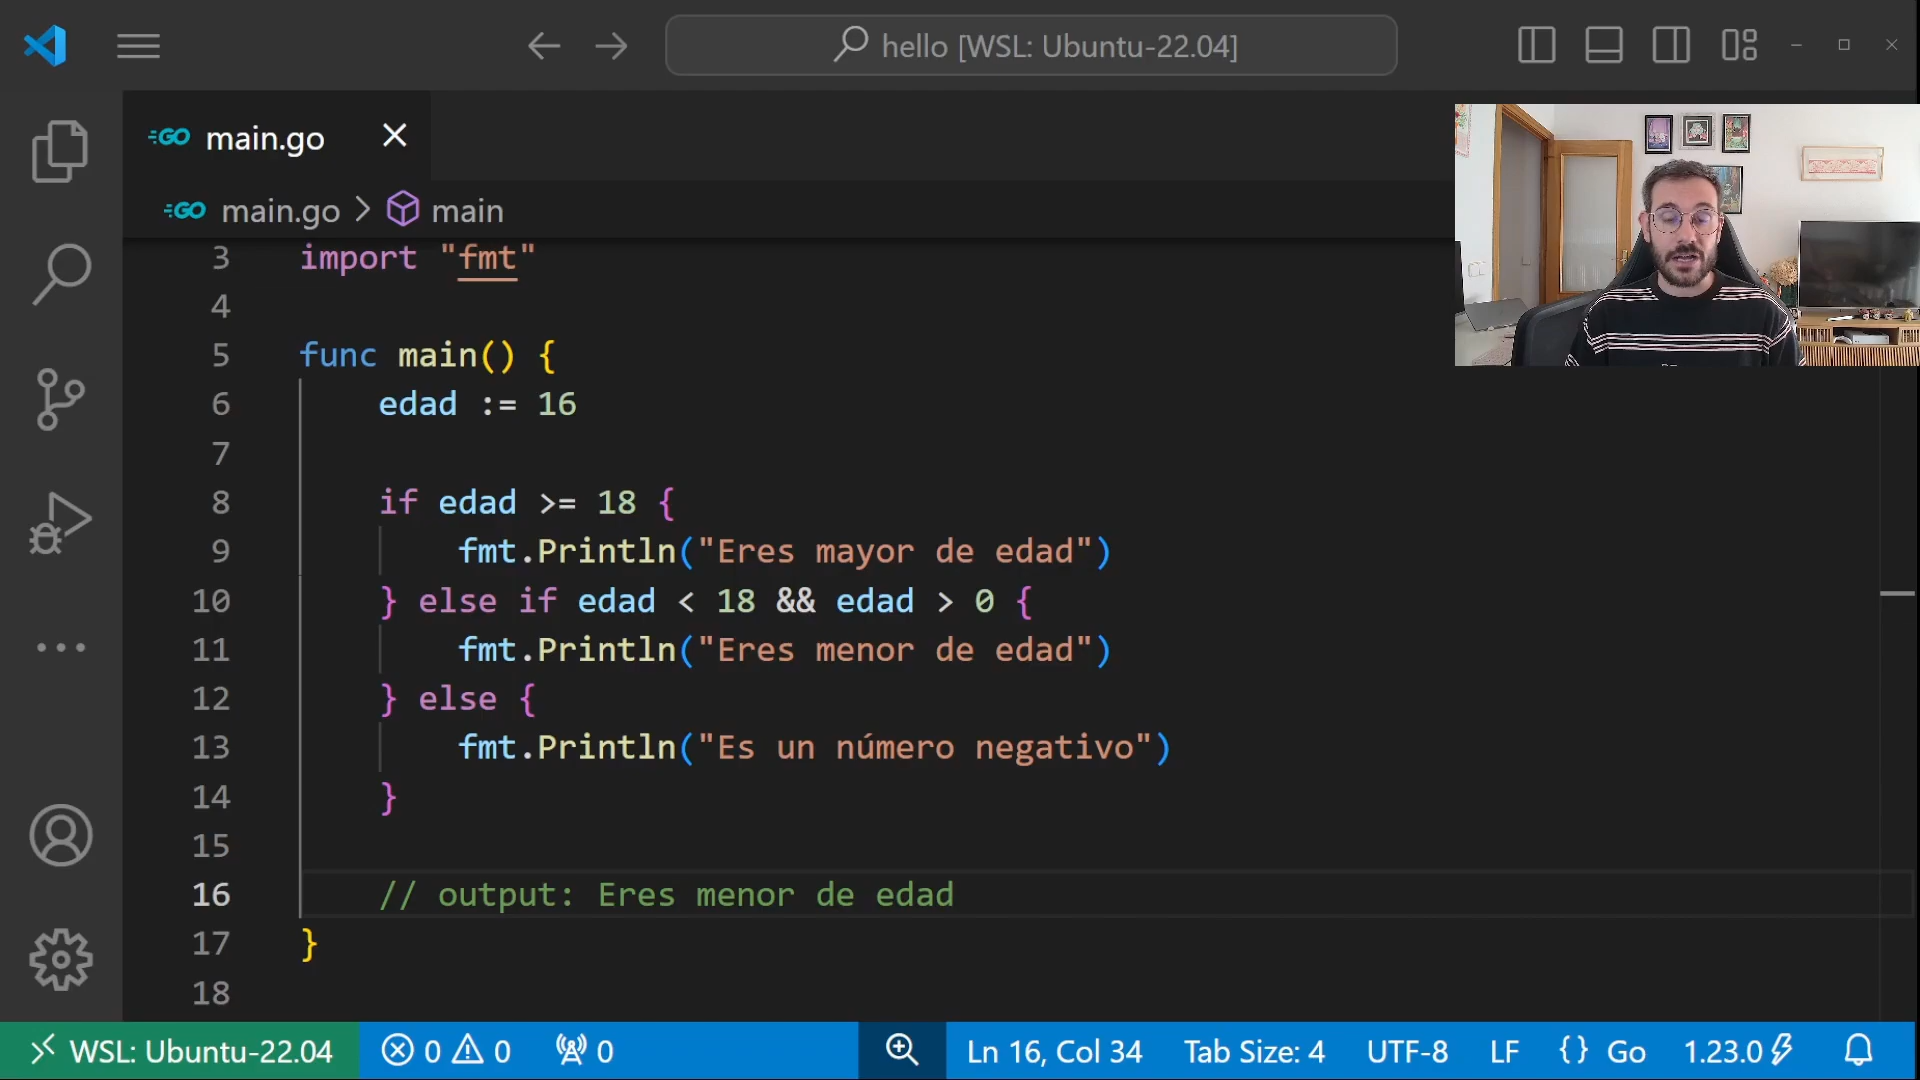 hello [WSL: Ubuntu-22.04]
GO main.go
GO main.go > main
3 import "fmt"
4
5 func main() {
6 edad := 16
7
8 if edad >= 18 {
9 fmt.Println("Eres mayor de edad")
10 } else if edad < 18 && edad > 0 {
11 fmt.Println("Eres menor de edad")
12 } else {
13 fmt.Println("Es un número negativo")
14 }
15
16 // output: Eres menor de edad
17 }
18
WSL: Ubuntu-22.04 0 0 0 Ln 16, Col 34 Tab Size: 4 UTF-8 LF {} Go 1.23.0